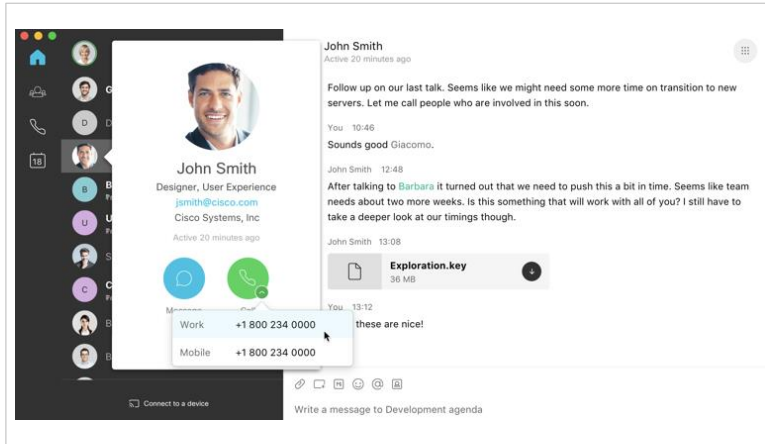 John Smith
Active 20 minutes ago
Follow up on our last talk. Seems like we might need some more time on transition to new
servers. Let me call people who are involved in this soon.
You 10:46
Sounds good Giacomo.
John Smith 12:48
After talking to Barbara it turned out that we need to push this a bit in time. Seems like team
needs about two more weeks. Is this something that will work with all of you? I still have to
take a deeper look at our timings though.
John Smith 13:08
Exploration.key
36 MB
You 13:12
these are nice!
Write a message to Development agenda
18
G
D
D
B
B
U
U
S
C
C
B
B
Connect to a device
John Smith
Designer, User Experience
jsmith@cisco.com
Cisco Systems, Inc
Active 20 minutes ago
Work +1 800 234 0000
Mobile +1 800 234 0000